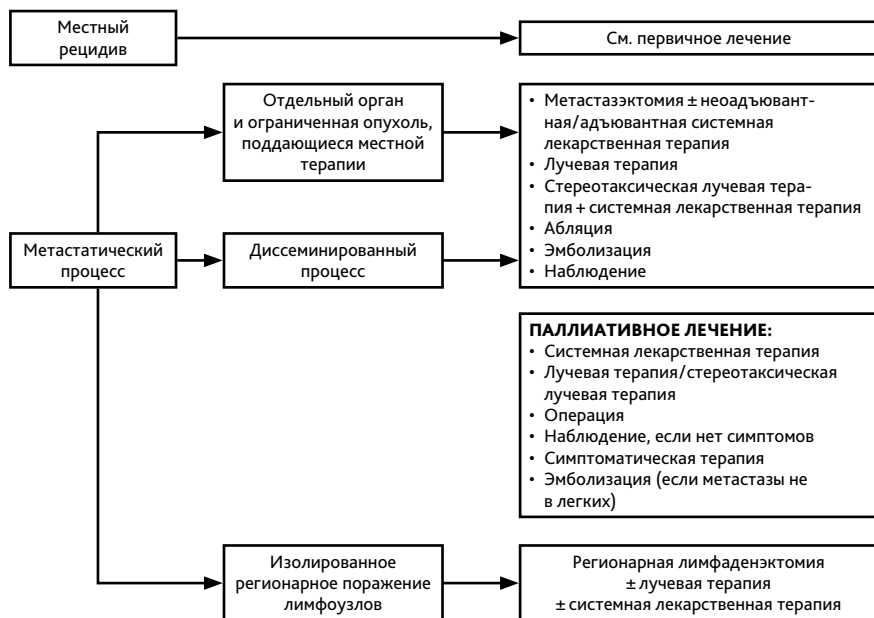 Местный
рецидив
См. первичное лечение
Отдельный орган
и ограниченная опухоль,
поддающиеся местной
терапии
• Метастазэктомия ± неоадъювант-
ная/адъювантная системная
лекарственная терапия
• Лучевая терапия
• Стереотаксическая лучевая тера-
пия + системная лекарственная терапия
• Абляция
• Эмболизация
• Наблюдение
Метастатический
процесс
Диссеминированный
процесс
ПАЛЛИАТИВНОЕ ЛЕЧЕНИЕ:
• Системная лекарственная терапия
• Лучевая терапия/стереотаксическая
лучевая терапия
• Операция
• Наблюдение, если нет симптомов
• Симптоматическая терапия
• Эмболизация (если метастазы не
в легких)
Изолированное
регионарное поражение
лимфоузлов
Регионарная лимфаденэктомия
± лучевая терапия
± системная лекарственная терапия